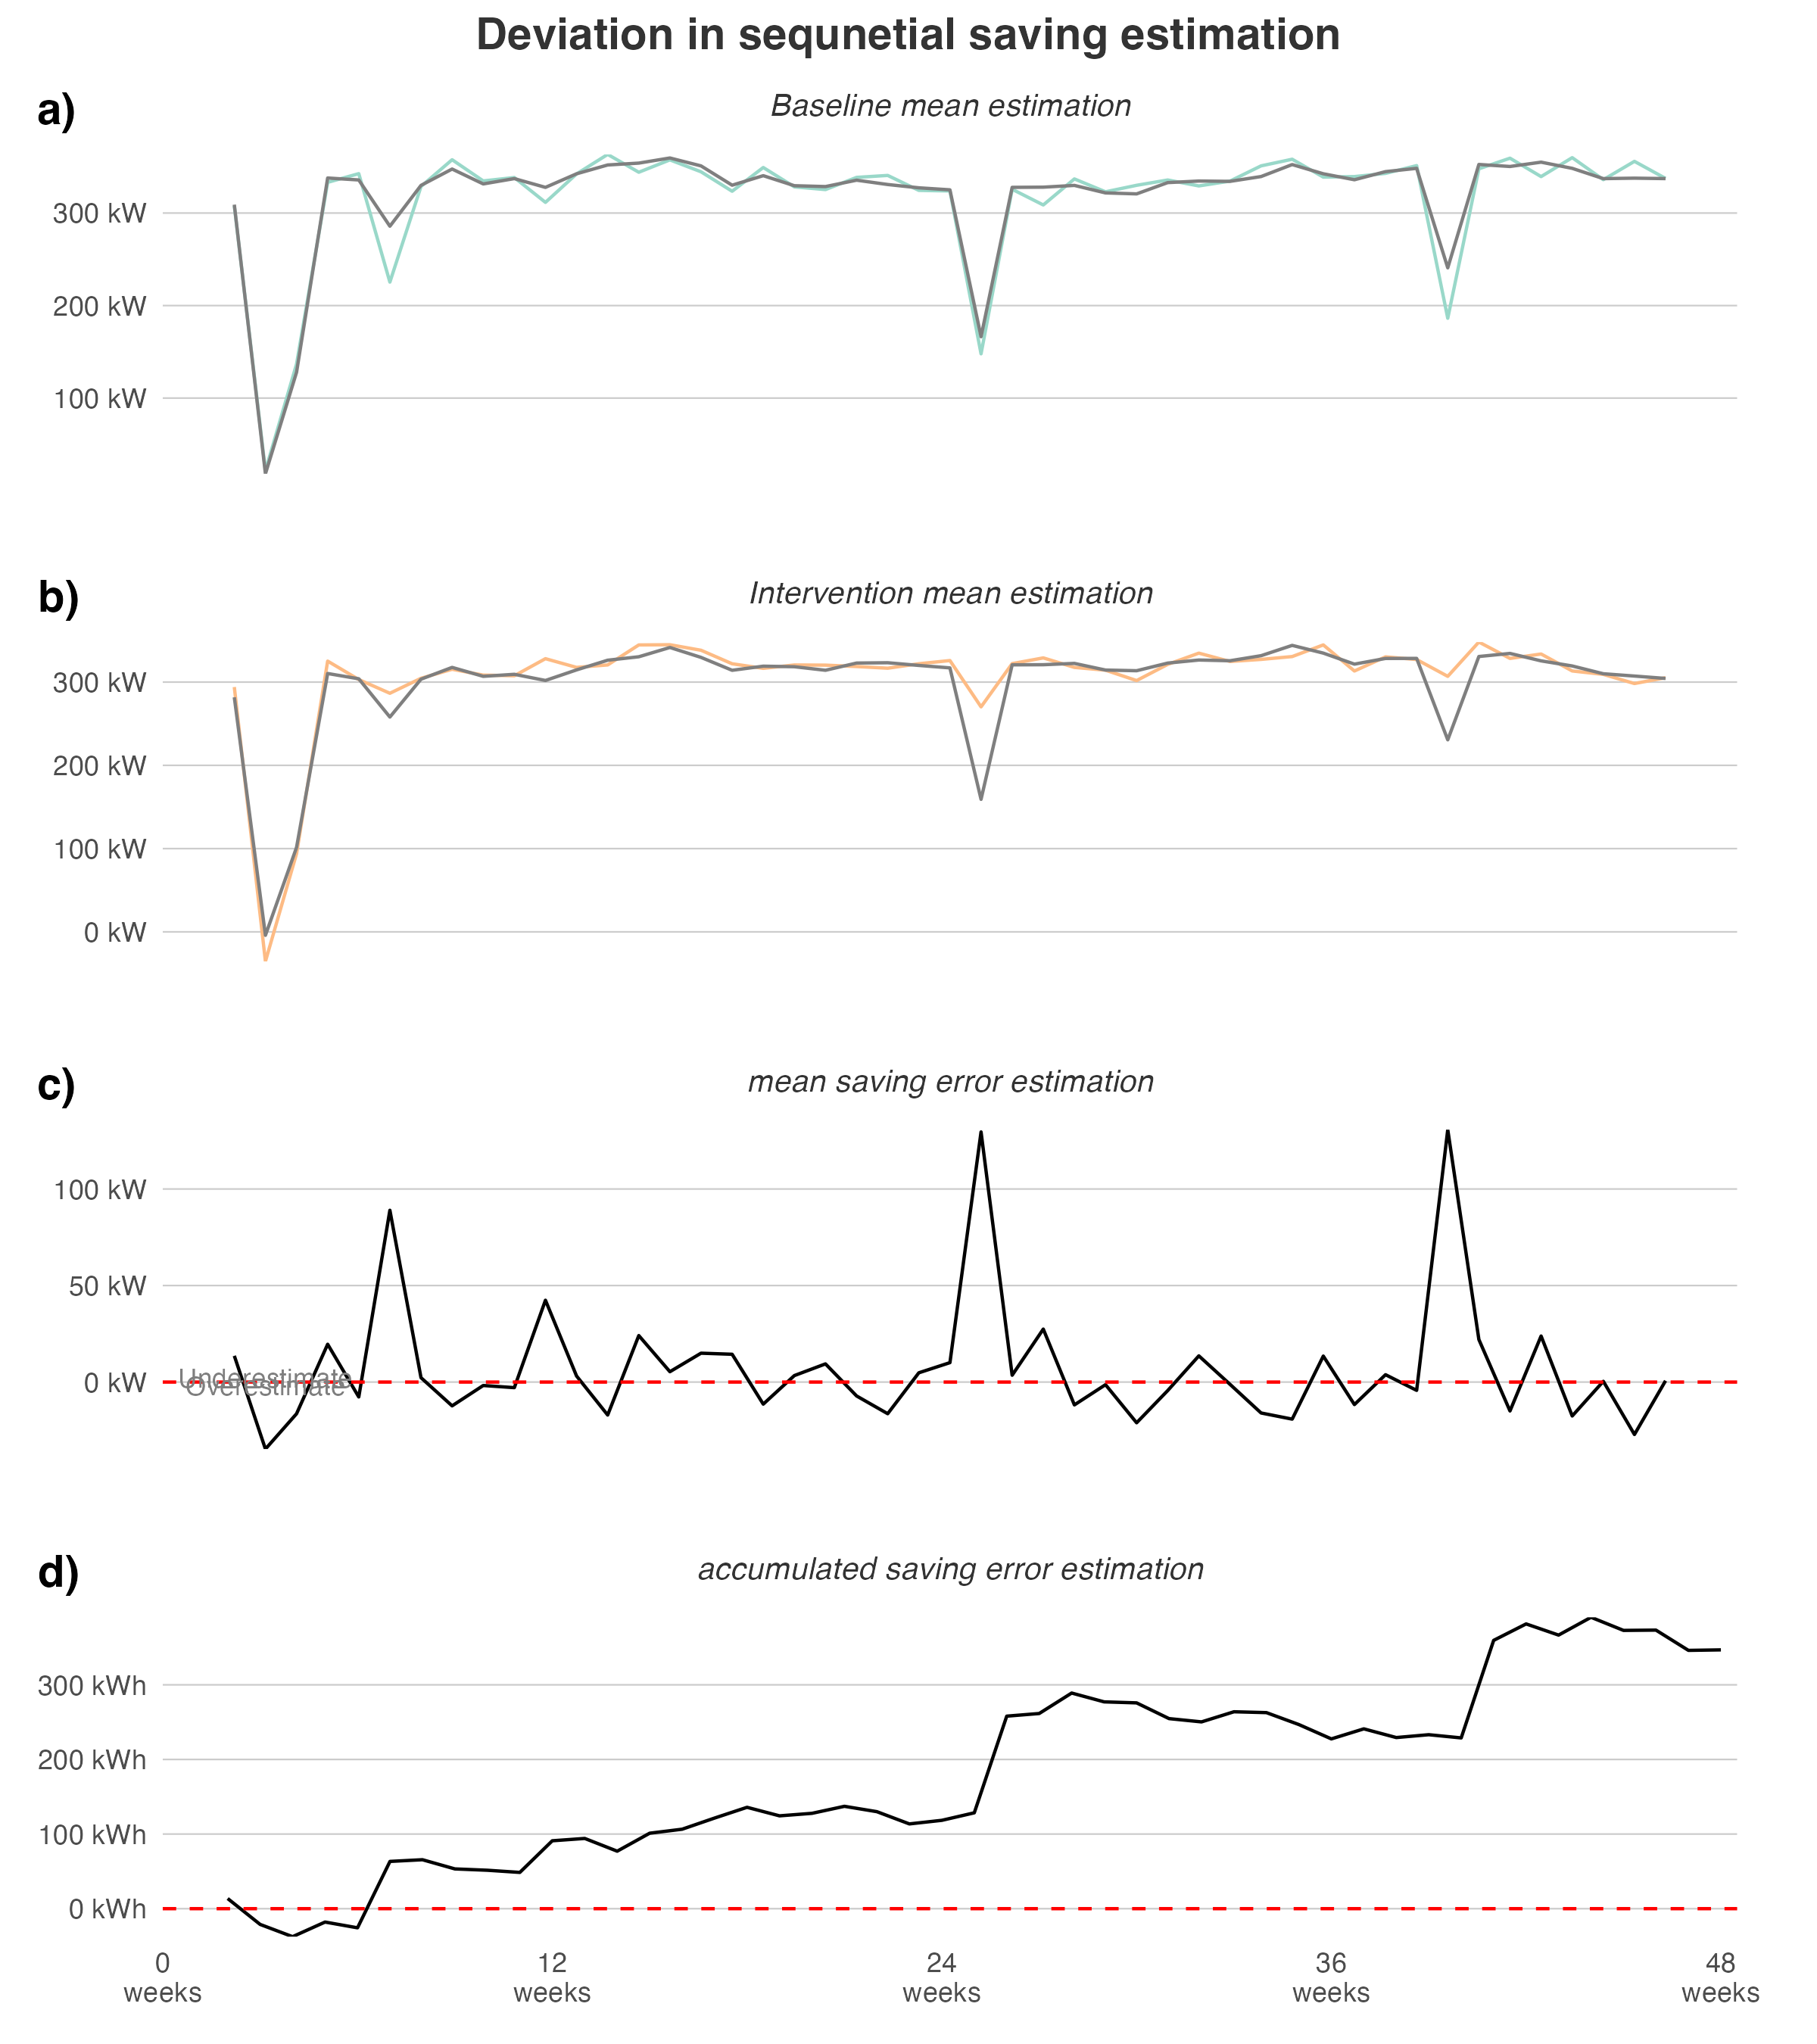 Deviation in sequnetial saving estimation
a)
Baseline mean estimation
300 kW
200 kW
100 kW
b)
Intervention mean estimation
300 kW
200 kW
100 kW
0 kW
c)
mean saving error estimation
100 kW
50 kW
0 kW
Underestimate
Overestimate
d)
accumulated saving error estimation
300 kWh
200 kWh
100 kWh
0 kWh
0 12 24 36 48
weeks weeks weeks weeks weeks